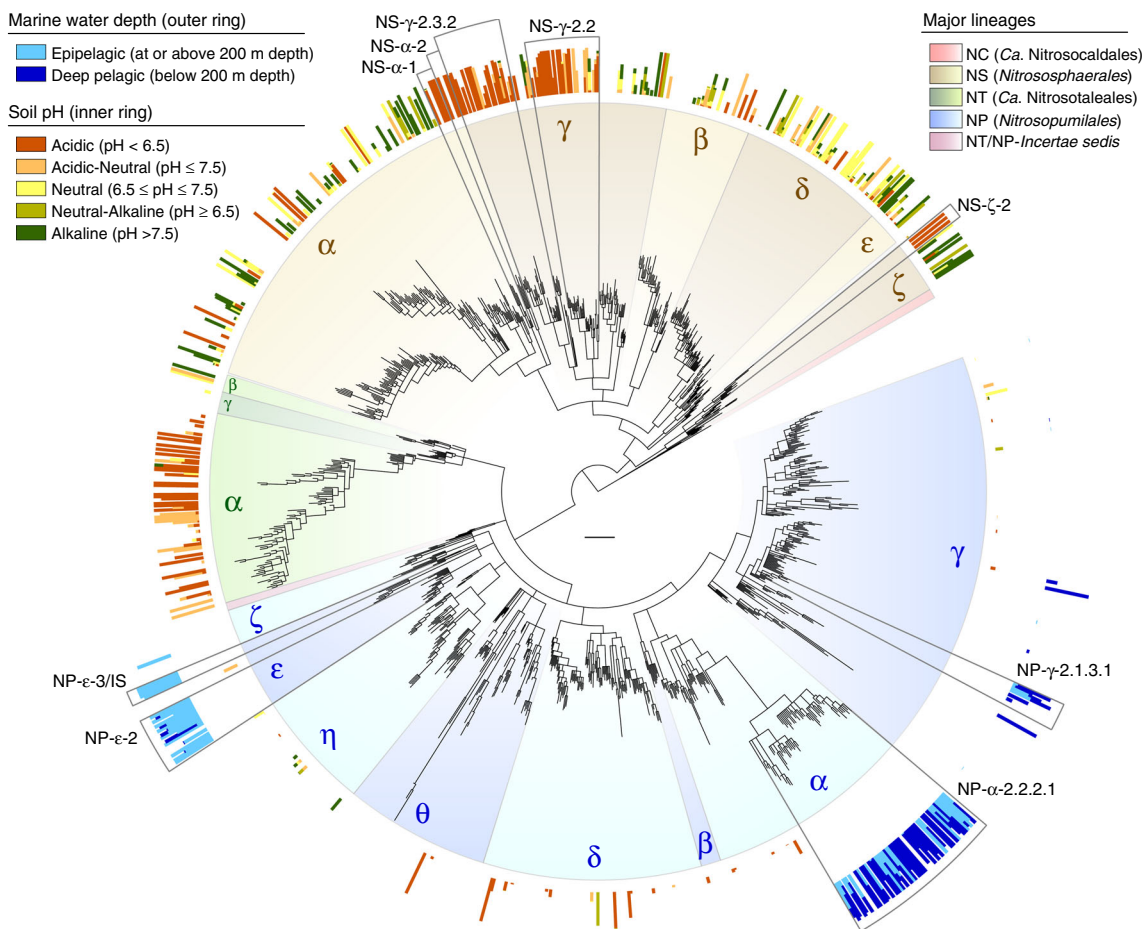 Marine water depth (outer ring)
Epipelagic (at or above 200 m depth)
Deep pelagic (below 200 m depth)
Soil pH (inner ring)
Acidic (pH < 6.5)
Acidic-Neutral (pH ≤ 7.5)
Neutral (6.5 ≤ pH ≤ 7.5)
Neutral-Alkaline (pH ≥ 6.5)
Alkaline (pH >7.5)
NS-γ-2.3.2
NS-α-2
NS-α-1
NS-γ-2.2
Major lineages
NC (Ca. Nitrosocaldales)
NS (Nitrososphaerales)
NT (Ca. Nitrosotaleales)
NP (Nitrosopumilales)
NT/NP-Incertae sedis
γ
β
δ
α
ε
NS-ζ-2
ζ
β
γ
α
γ
ζ
ε
NP-ε-3/IS
NP-γ-2.1.3.1
NP-ε-2
η
α
NP-α-2.2.2.1
θ
β
δ